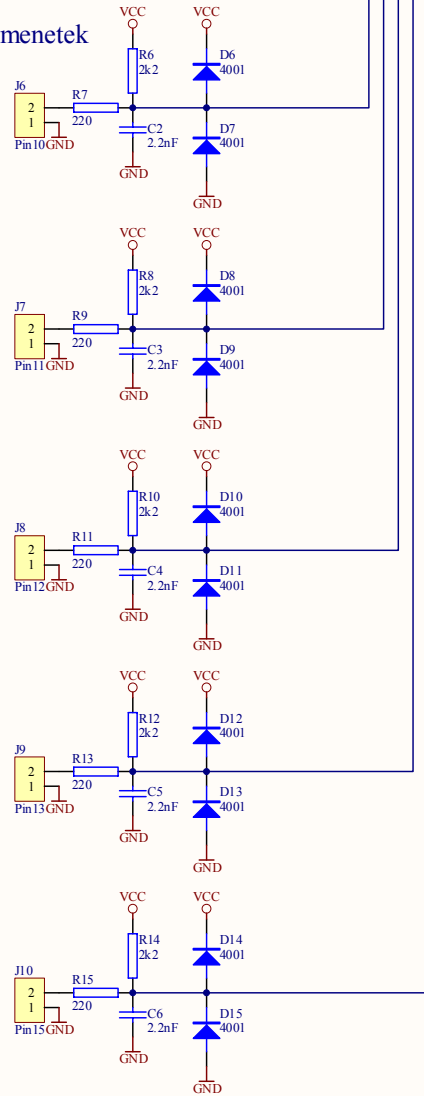 menetek
VCC VCC
R6
2k2
D6
4001
J6
R7
2
1
220
C2
2.2nF
D7
4001
Pin10 GND
GND
GND
VCC VCC
R8
2k2
D8
4001
J7
R9
2
1
220
C3
2.2nF
D9
4001
Pin11 GND
GND
GND
VCC VCC
R10
2k2
D10
4001
J8
R11
2
1
220
C4
2.2nF
D11
4001
Pin12 GND
GND
GND
VCC VCC
R12
2k2
D12
4001
J9
R13
2
1
220
C5
2.2nF
D13
4001
Pin13 GND
GND
GND
VCC VCC
R14
2k2
D14
4001
J10
R15
2
1
220
C6
2.2nF
D15
4001
Pin15 GND
GND
GND